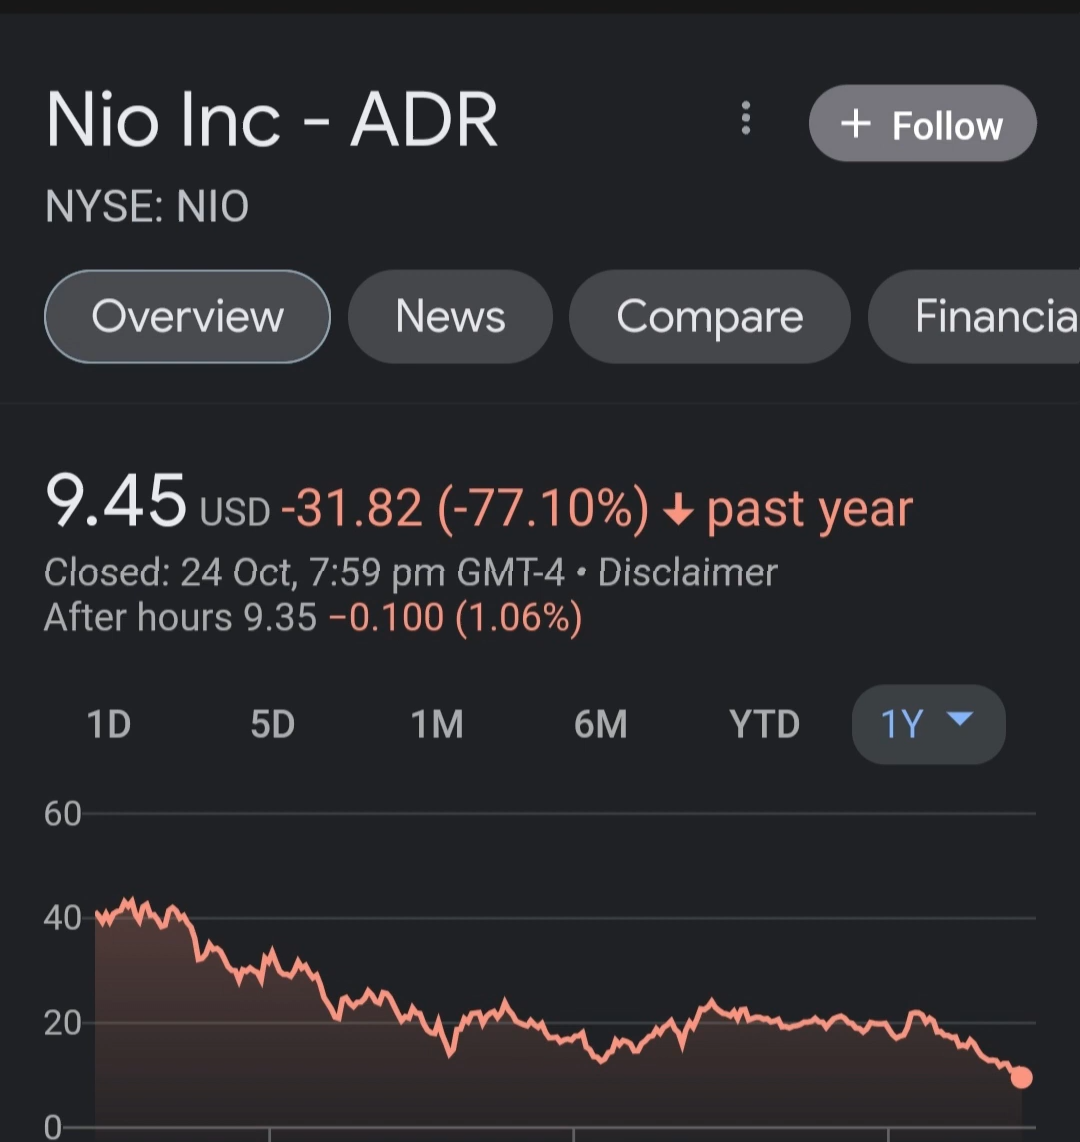 Nio Inc - ADR
+ Follow
NYSE: NIO
Overview
News
Compare
Financia
9.45 USD -31.82 (-77.10%) ↓ past year
Closed: 24 Oct, 7:59 pm GMT-4 • Disclaimer
After hours 9.35 −0.100 (1.06%)
1D 5D 1M 6M YTD 1Y
60
40
20
0